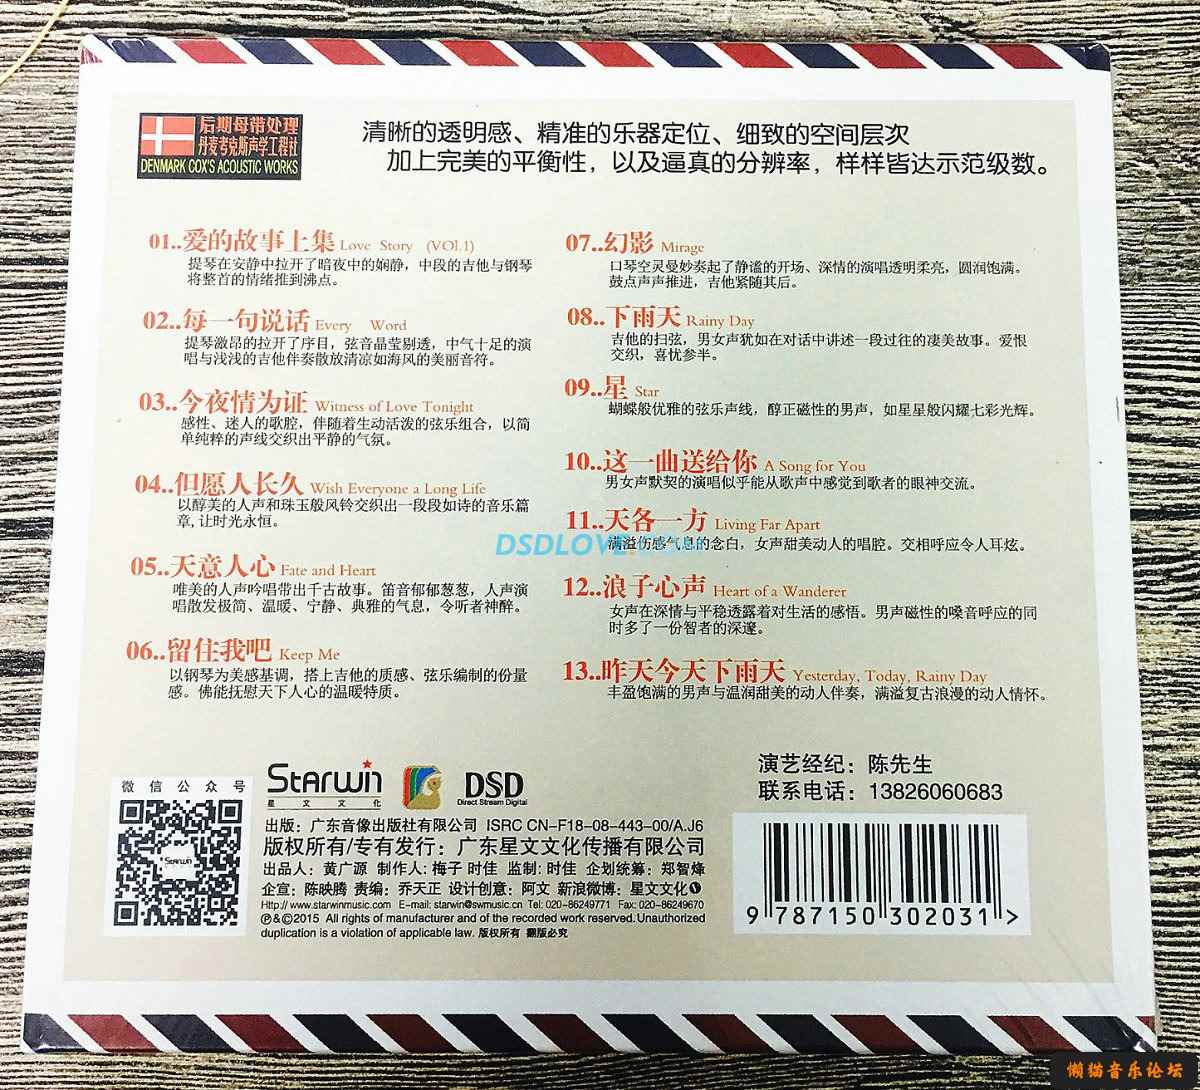 后期母带处理
丹麦考克斯声学工程社
DENMARK COX'S ACOUSTIC WORKS
清晰的透明感、精准的乐器定位、细致的空间层次
加上完美的平衡性，以及逼真的分辨率，样样皆达示范级数。
01..爱的故事上集 Love Story (VOL.1)
提琴在安静中拉开了暗夜中的娴静，中段的吉他与钢琴
将整首的情绪推到沸点。
02..每一句说话 Every Word
提琴激昂的拉开了序目，弦音晶莹剔透，中气十足的演
唱与浅浅的吉他伴奏散放清凉如海风的美丽音符。
03..今夜情为证 Witness of Love Tonight
感性、迷人的歌腔，伴随着生动活泼的弦乐组合，以简
单纯粹的声线交织出平静的气氛。
04..但愿人长久 Wish Everyone a Long Life
以醇美的人声和珠玉般风铃交织出一段段如诗的音乐篇
章,让时光永恒。
05..天意人心 Fate and Heart
唯美的人声吟唱带出千古故事。笛音郁郁葱葱，人声演
唱散发极简、温暖、宁静、典雅的气息，令听者神醉。
06..留住我吧 Keep Me
以钢琴为美感基调，搭上吉他的质感、弦乐编制的份量
感。佛能抚慰天下人心的温暖特质。
07..幻影 Mirage
口琴空灵曼妙奏起了静谧的开场、深情的演唱透明柔亮，圆润饱满。
鼓点声声推进，吉他紧随其后。
08..下雨天 Rainy Day
吉他的扫弦，男女声犹如在对话中讲述一段过往的凄美故事。爱恨
交织，喜忧参半。
09..星 Star
蝴蝶般优雅的弦乐声线，醇正磁性的男声，如星星般闪耀七彩光辉。
10..这一曲送给你 A Song for You
男女声默契的演唱似乎能从歌声中感觉到歌者的眼神交流。
11..天各一方 Living Far Apart
满溢伤感气息的念白，女声甜美动人的唱腔。交相呼应令人耳炫。
12..浪子心声 Heart of a Wanderer
女声在深情与平稳透露着对生活的感悟。男声磁性的嗓音呼应的同
时多了一份智者的深邃。
13..昨天今天下雨天 Yesterday, Today, Rainy Day
丰盈饱满的男声与温润甜美的动人伴奏，满溢复古浪漫的动人情怀。
DSDLOVE
微信公众号
Starwin
Starwin
星文文化
DSD
Direct Stream Digital
出版：广东音像出版社有限公司 ISRC CN-F18-08-443-00/A.J6
版权所有/专有发行：广东星文文化传播有限公司
出品人：黄广源 制作人：梅子 时佳 监制：时佳 企划统筹：郑智烽
企宣：陈映腾 责编：乔天正 设计创意：阿文 新浪微博：星文文化
Http://www.starwinmusic.com E-mail: starwin@swmusic.cn Tel: 020-86249771 Fax: 020-86249670
℗&©2015 All rights of manufacturer and of the recorded work reserved. Unauthorized
duplication is a violation of applicable law. 版权所有 翻版必究
演艺经纪：陈先生
联系电话：13826060683
9 787150 302031 >
懒猫音乐论坛